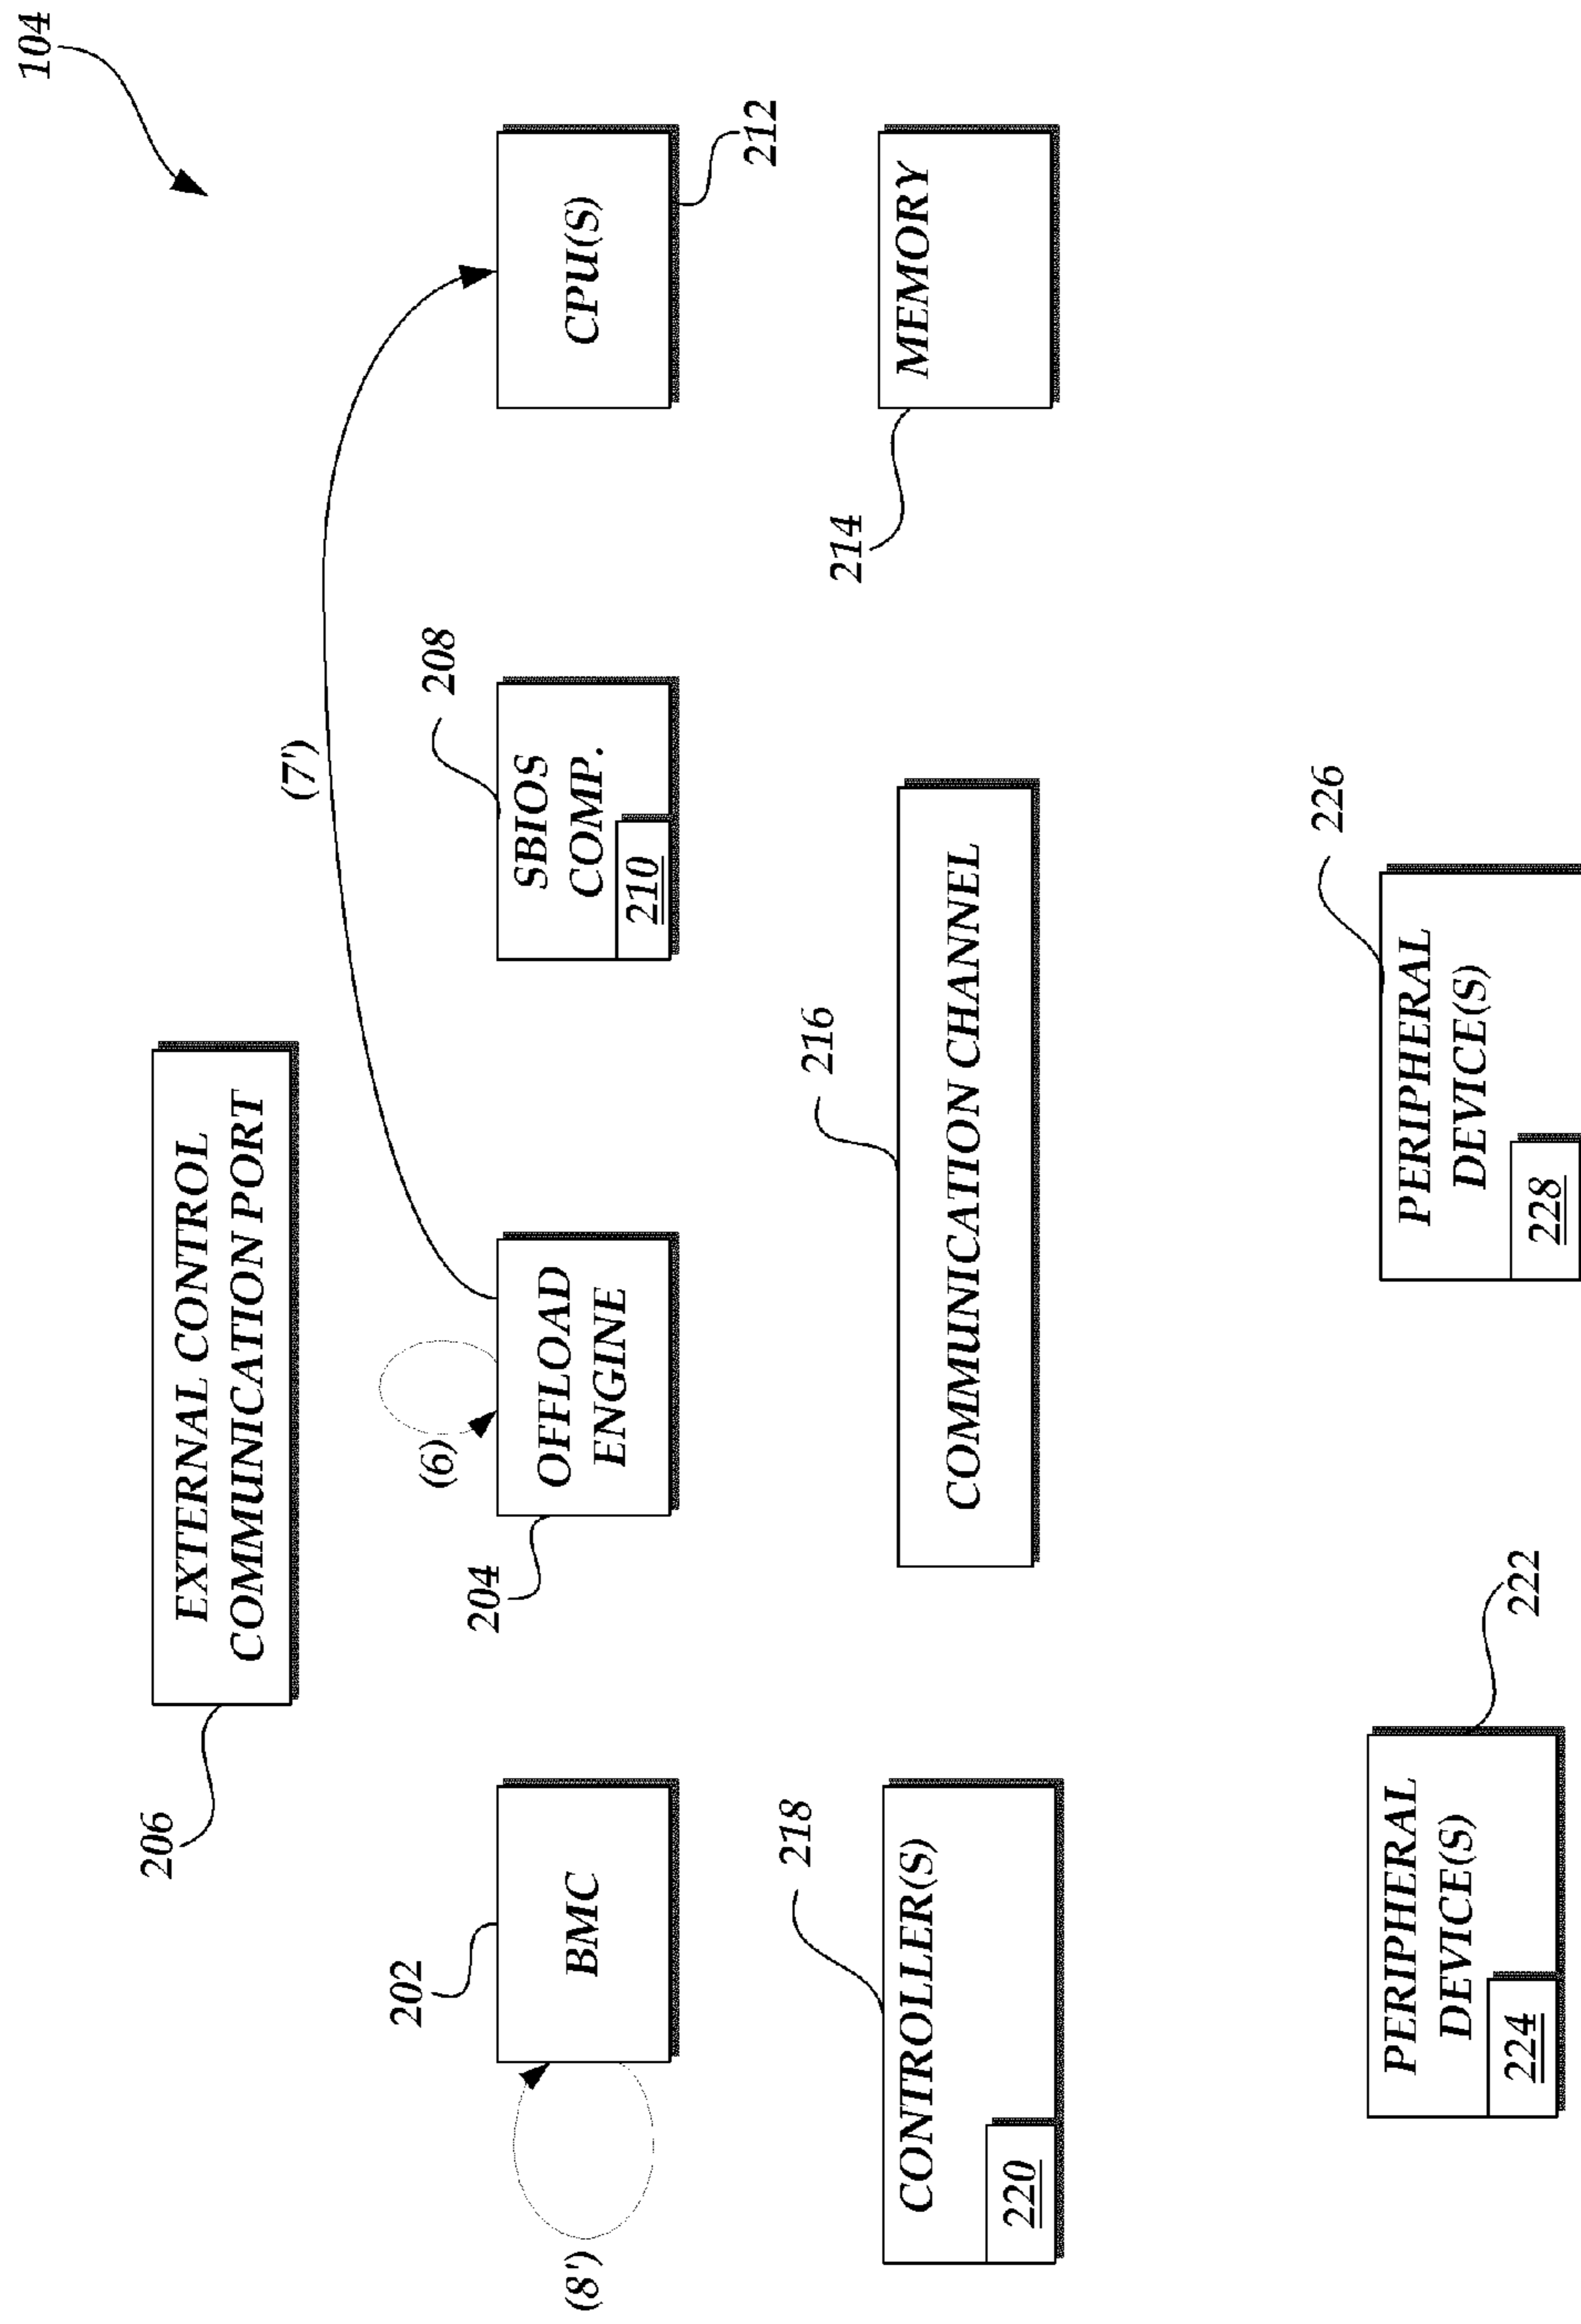 104
206
EXTERNAL CONTROL
COMMUNICATION PORT
(7')
(8')
202
BMC
(6)
204
OFFLOAD
ENGINE
208
SBIOS
COMP.
210
CPU(S)
212
218
CONTROLLER(S)
220
216
COMMUNICATION CHANNEL
214
MEMORY
PERIPHERAL
DEVICE(S)
224
222
226
PERIPHERAL
DEVICE(S)
228